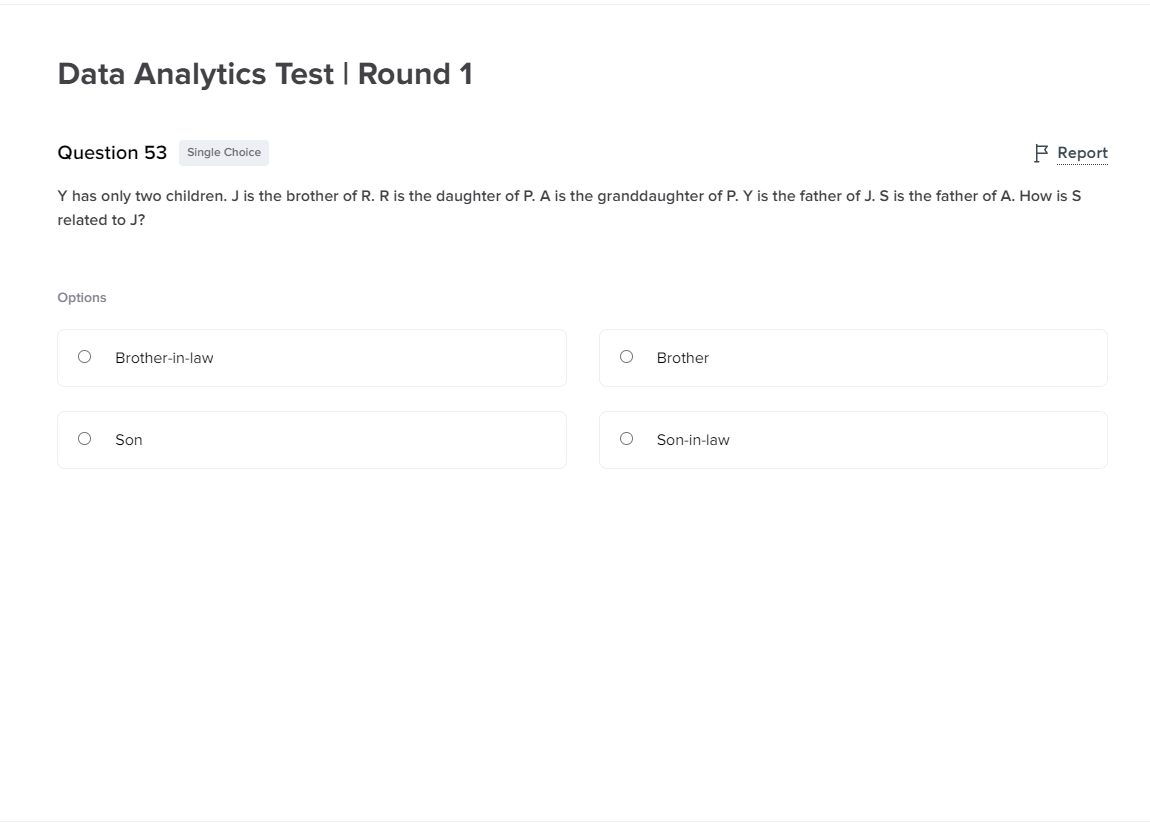 Data Analytics Test | Round 1
Question 53
Single Choice
Report
Y has only two children. J is the brother of R. R is the daughter of P. A is the granddaughter of P. Y is the father of J. S is the father of A. How is S
related to J?
Options
Brother-in-law
Brother
Son
Son-in-law